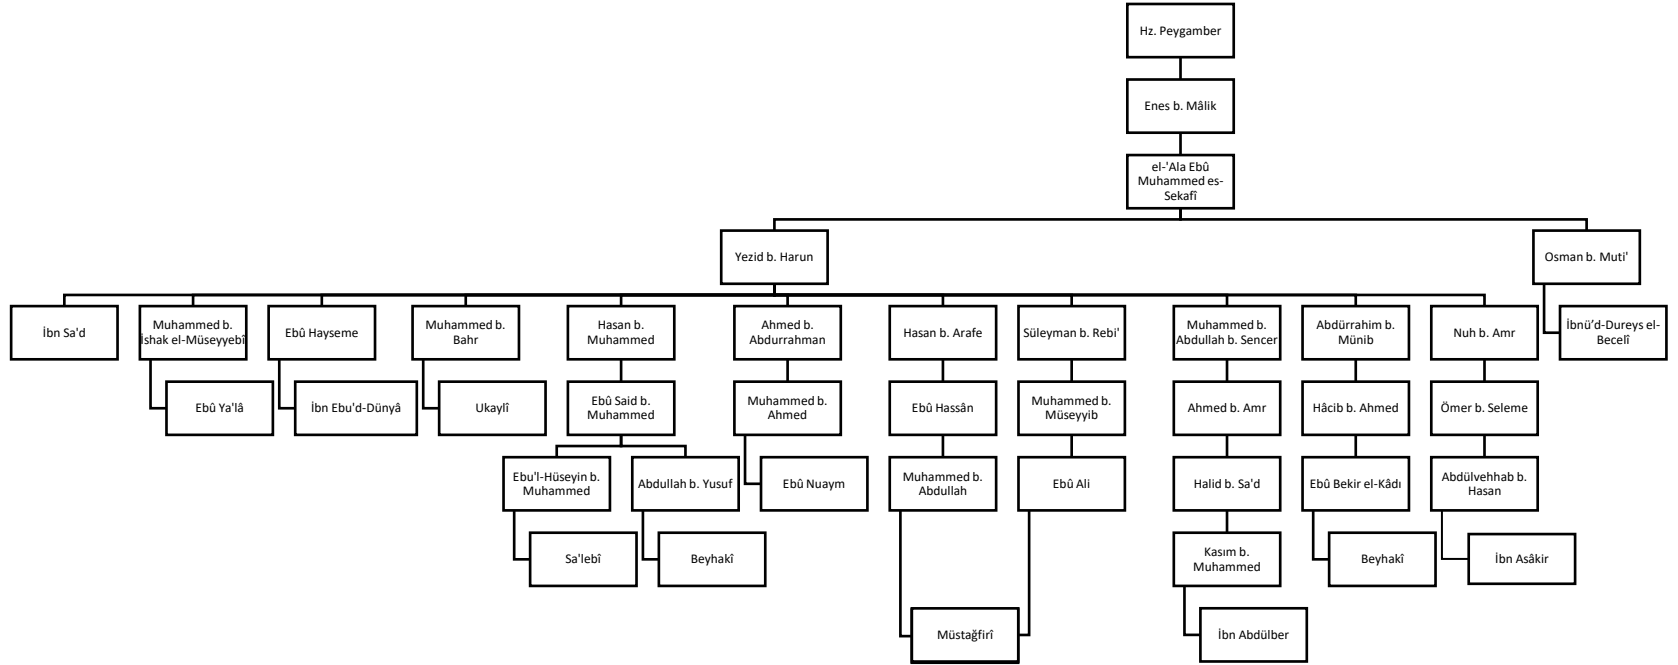 Hz. Peygamber
Enes b. Mâlik
el-'Ala Ebû
Muhammed es-
Sekafî
Yezid b. Harun
Osman b. Muti'
İbn Sa'd
Muhammed b.
İshak el-Müseyyebî
Ebû Hayseme
Muhammed b.
Bahr
Hasan b.
Muhammed
Ahmed b.
Abdurrahman
Hasan b. Arafe
Süleyman b. Rebi'
Muhammed b.
Abdullah b. Sencer
Abdürrahim b.
Münib
Nuh b. Amr
İbnü'd-Dureys el-
Becelî
Ebû Ya'lâ
İbn Ebu'd-Dünyâ
Ukaylî
Ebû Said b.
Muhammed
Muhammed b.
Ahmed
Ebû Hassân
Muhammed b.
Müseyyib
Ahmed b. Amr
Hâcib b. Ahmed
Ömer b. Seleme
Ebu'l-Hüseyin b.
Muhammed
Abdullah b. Yusuf
Ebû Nuaym
Muhammed b.
Abdullah
Ebû Ali
Halid b. Sa'd
Ebû Bekir el-Kâdı
Abdülvehhab b.
Hasan
Sa'lebî
Beyhakî
Kasım b.
Muhammed
Beyhakî
İbn Asâkir
Müstağfirî
İbn Abdülber